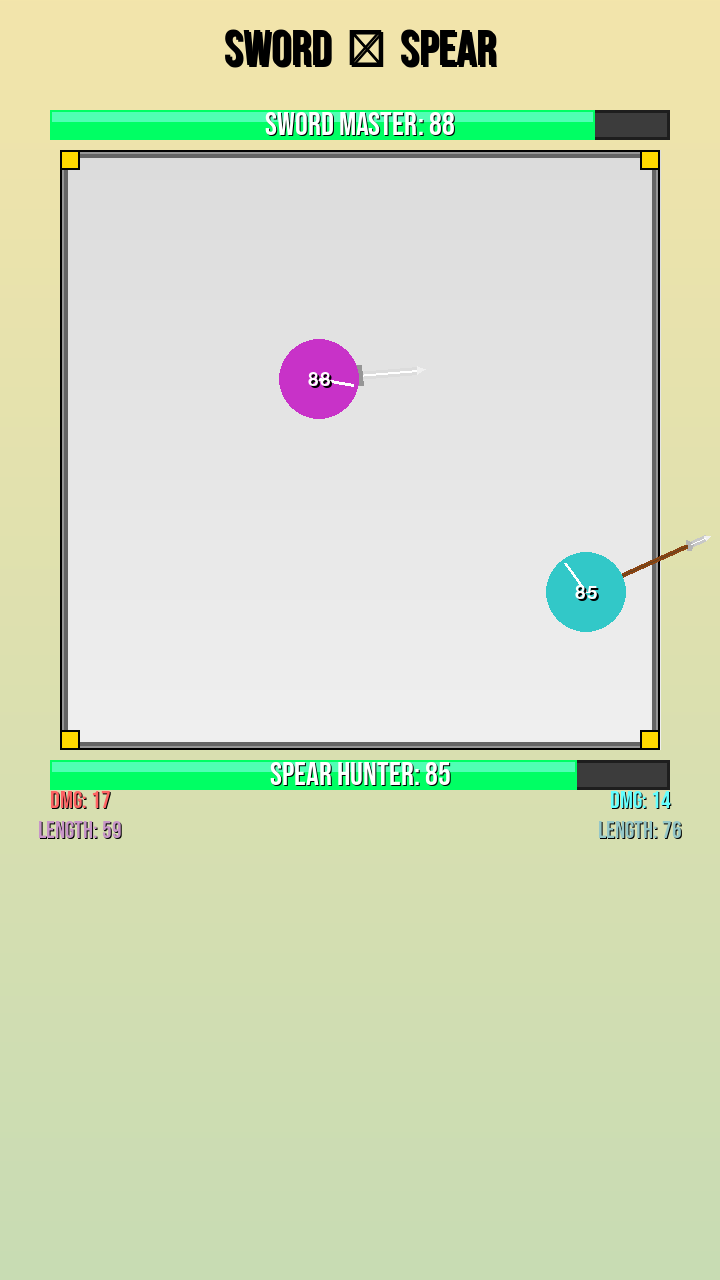 SWORD ☒ SPEAR
SWORD MASTER: 88
88
85
SPEAR HUNTER: 85
DMG: 17
DMG: 14
LENGTH: 59
LENGTH: 76